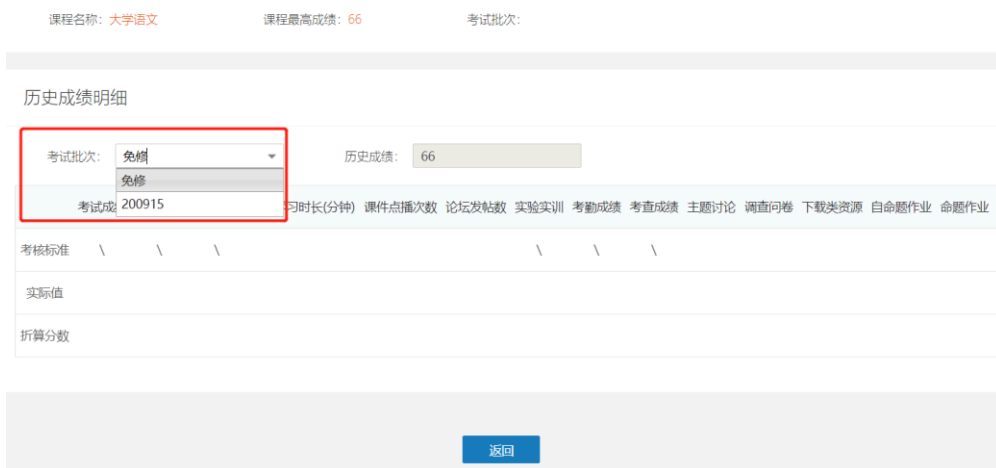 课程名称：大学语文 课程最高成绩：66 考试批次：
历史成绩明细
考试批次： 免修 历史成绩： 66
免修
200915
考试成 习时长(分钟) 课件点播次数 论坛发帖数 实验实训 考勤成绩 考查成绩 主题讨论 调查问卷 下载类资源 自命题作业 命题作业
考核标准 \ \ \ \ \ \
实际值
折算分数
返回